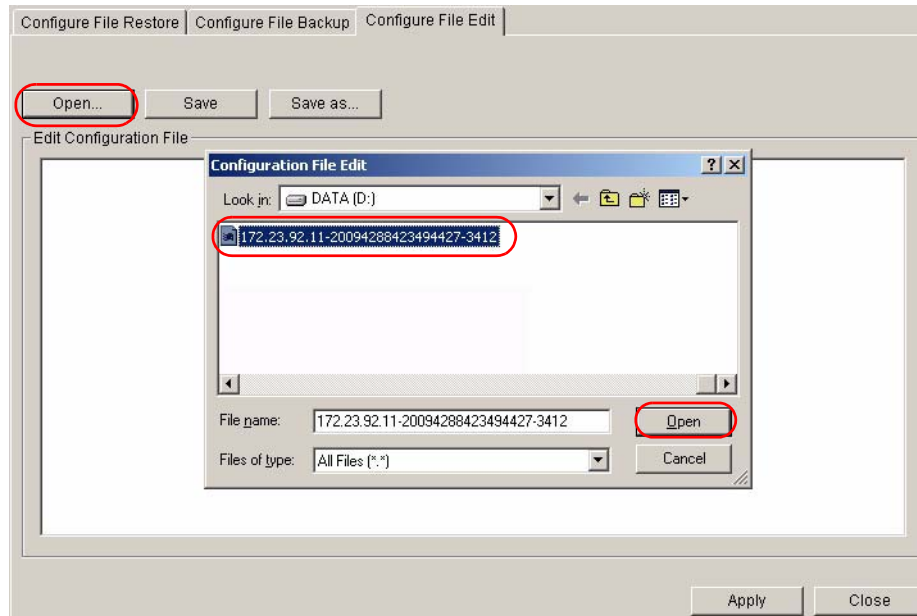 Configure File Restore Configure File Backup Configure File Edit
Open... Save Save as...
Edit Configuration File
Configuration File Edit ? X
Look in: DATA (D:)
172.23.92.11-20094288423494427-3412
File name: 172.23.92.11-20094288423494427-3412 Open
Files of type: All Files (*.*) Cancel
Apply Close